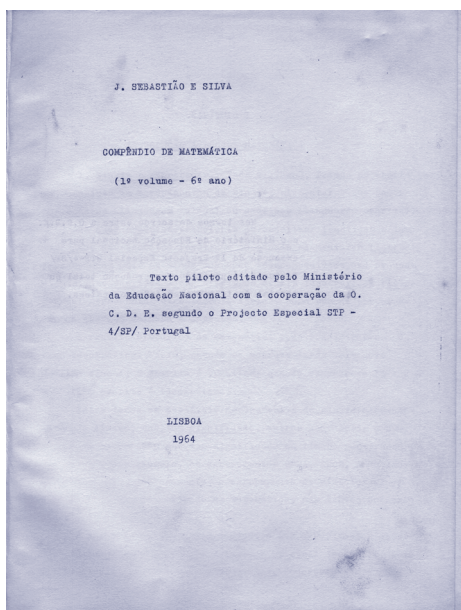 J. SEBASTIÃO E SILVA
COMPÊNDIO DE MATEMÁTICA
(1º volume - 6º ano)
Texto piloto editado pelo Ministério
da Educação Nacional com a cooperação da O.
C. D. E. segundo o Projecto Especial STP -
4/SP/ Portugal
LISBOA
1964